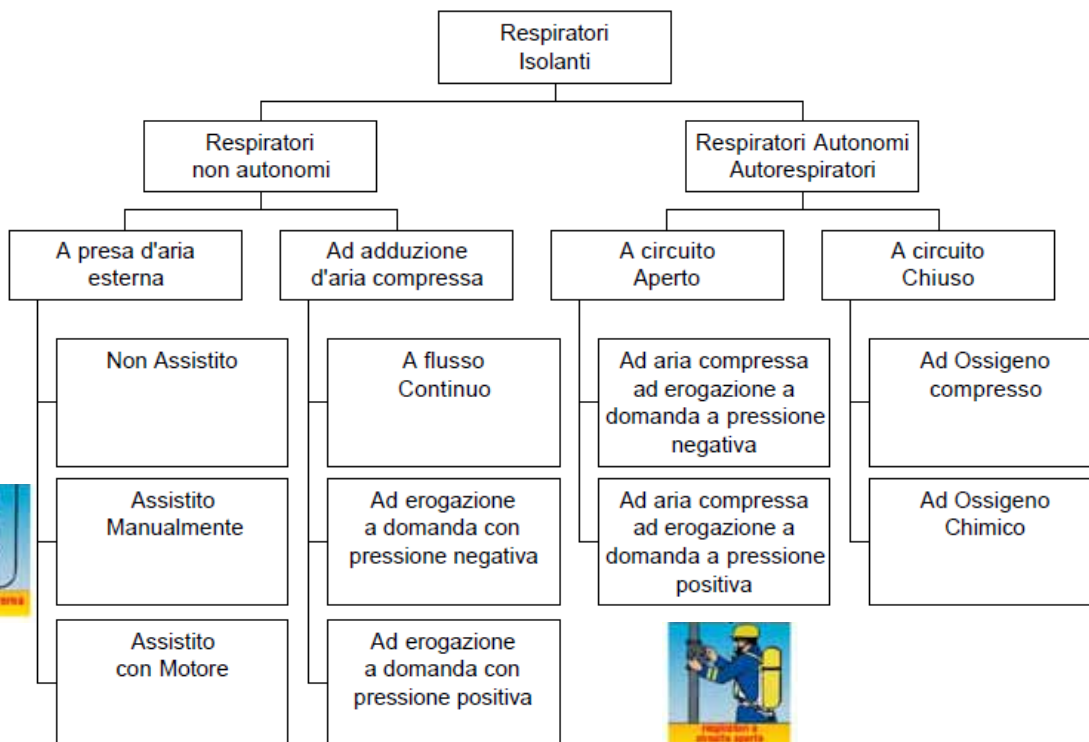 Respiratori
Isolanti
Respiratori
non autonomi
Respiratori Autonomi
Autorespiratori
A presa d'aria
esterna
Ad adduzione
d'aria compressa
A circuito
Aperto
A circuito
Chiuso
Non Assistito
A flusso
Continuo
Ad aria compressa
ad erogazione a
domanda a pressione
negativa
Ad Ossigeno
compresso
Assistito
Manualmente
Ad erogazione
a domanda con
pressione negativa
Ad aria compressa
ad erogazione a
domanda a pressione
positiva
Ad Ossigeno
Chimico
Assistito
con Motore
Ad erogazione
a domanda con
pressione positiva
respiratori a
circuito aperto